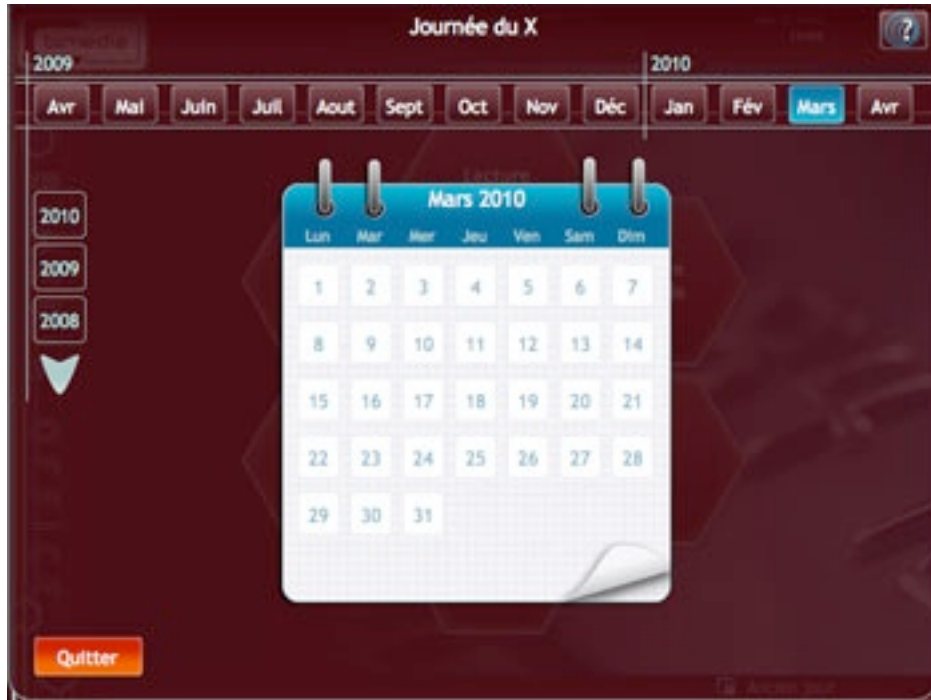 Journée du X
?
2009 2010
Avr Mai Juin Juil Aout Sept Oct Nov Déc Jan Fév Mars Avr
Lecture
2010
2009
2008
Mars 2010
Lun Mar Mer Jeu Ven Sam Dim
1 2 3 4 5 6 7
8 9 10 11 12 13 14
15 16 17 18 19 20 21
22 23 24 25 26 27 28
29 30 31
Quitter
Ancien jour